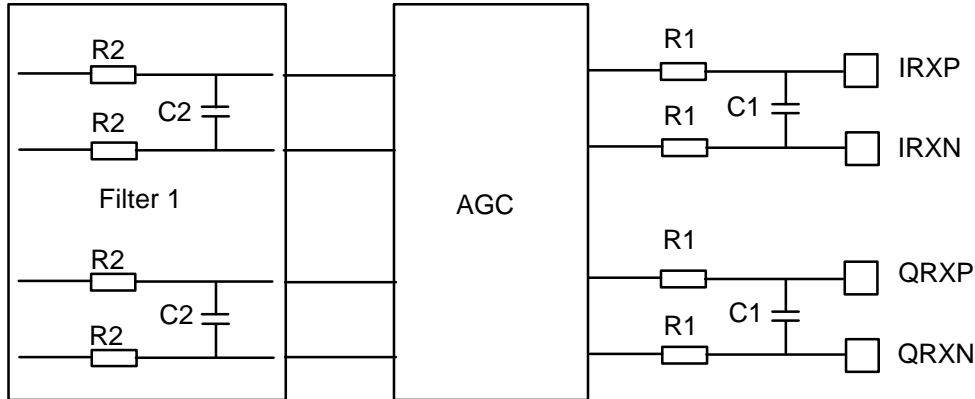 R2
R1
IRXP
C2
C1
R2
R1
IRXN
Filter 1
AGC
R2
R1
QRXP
C2
C1
R2
R1
QRXN